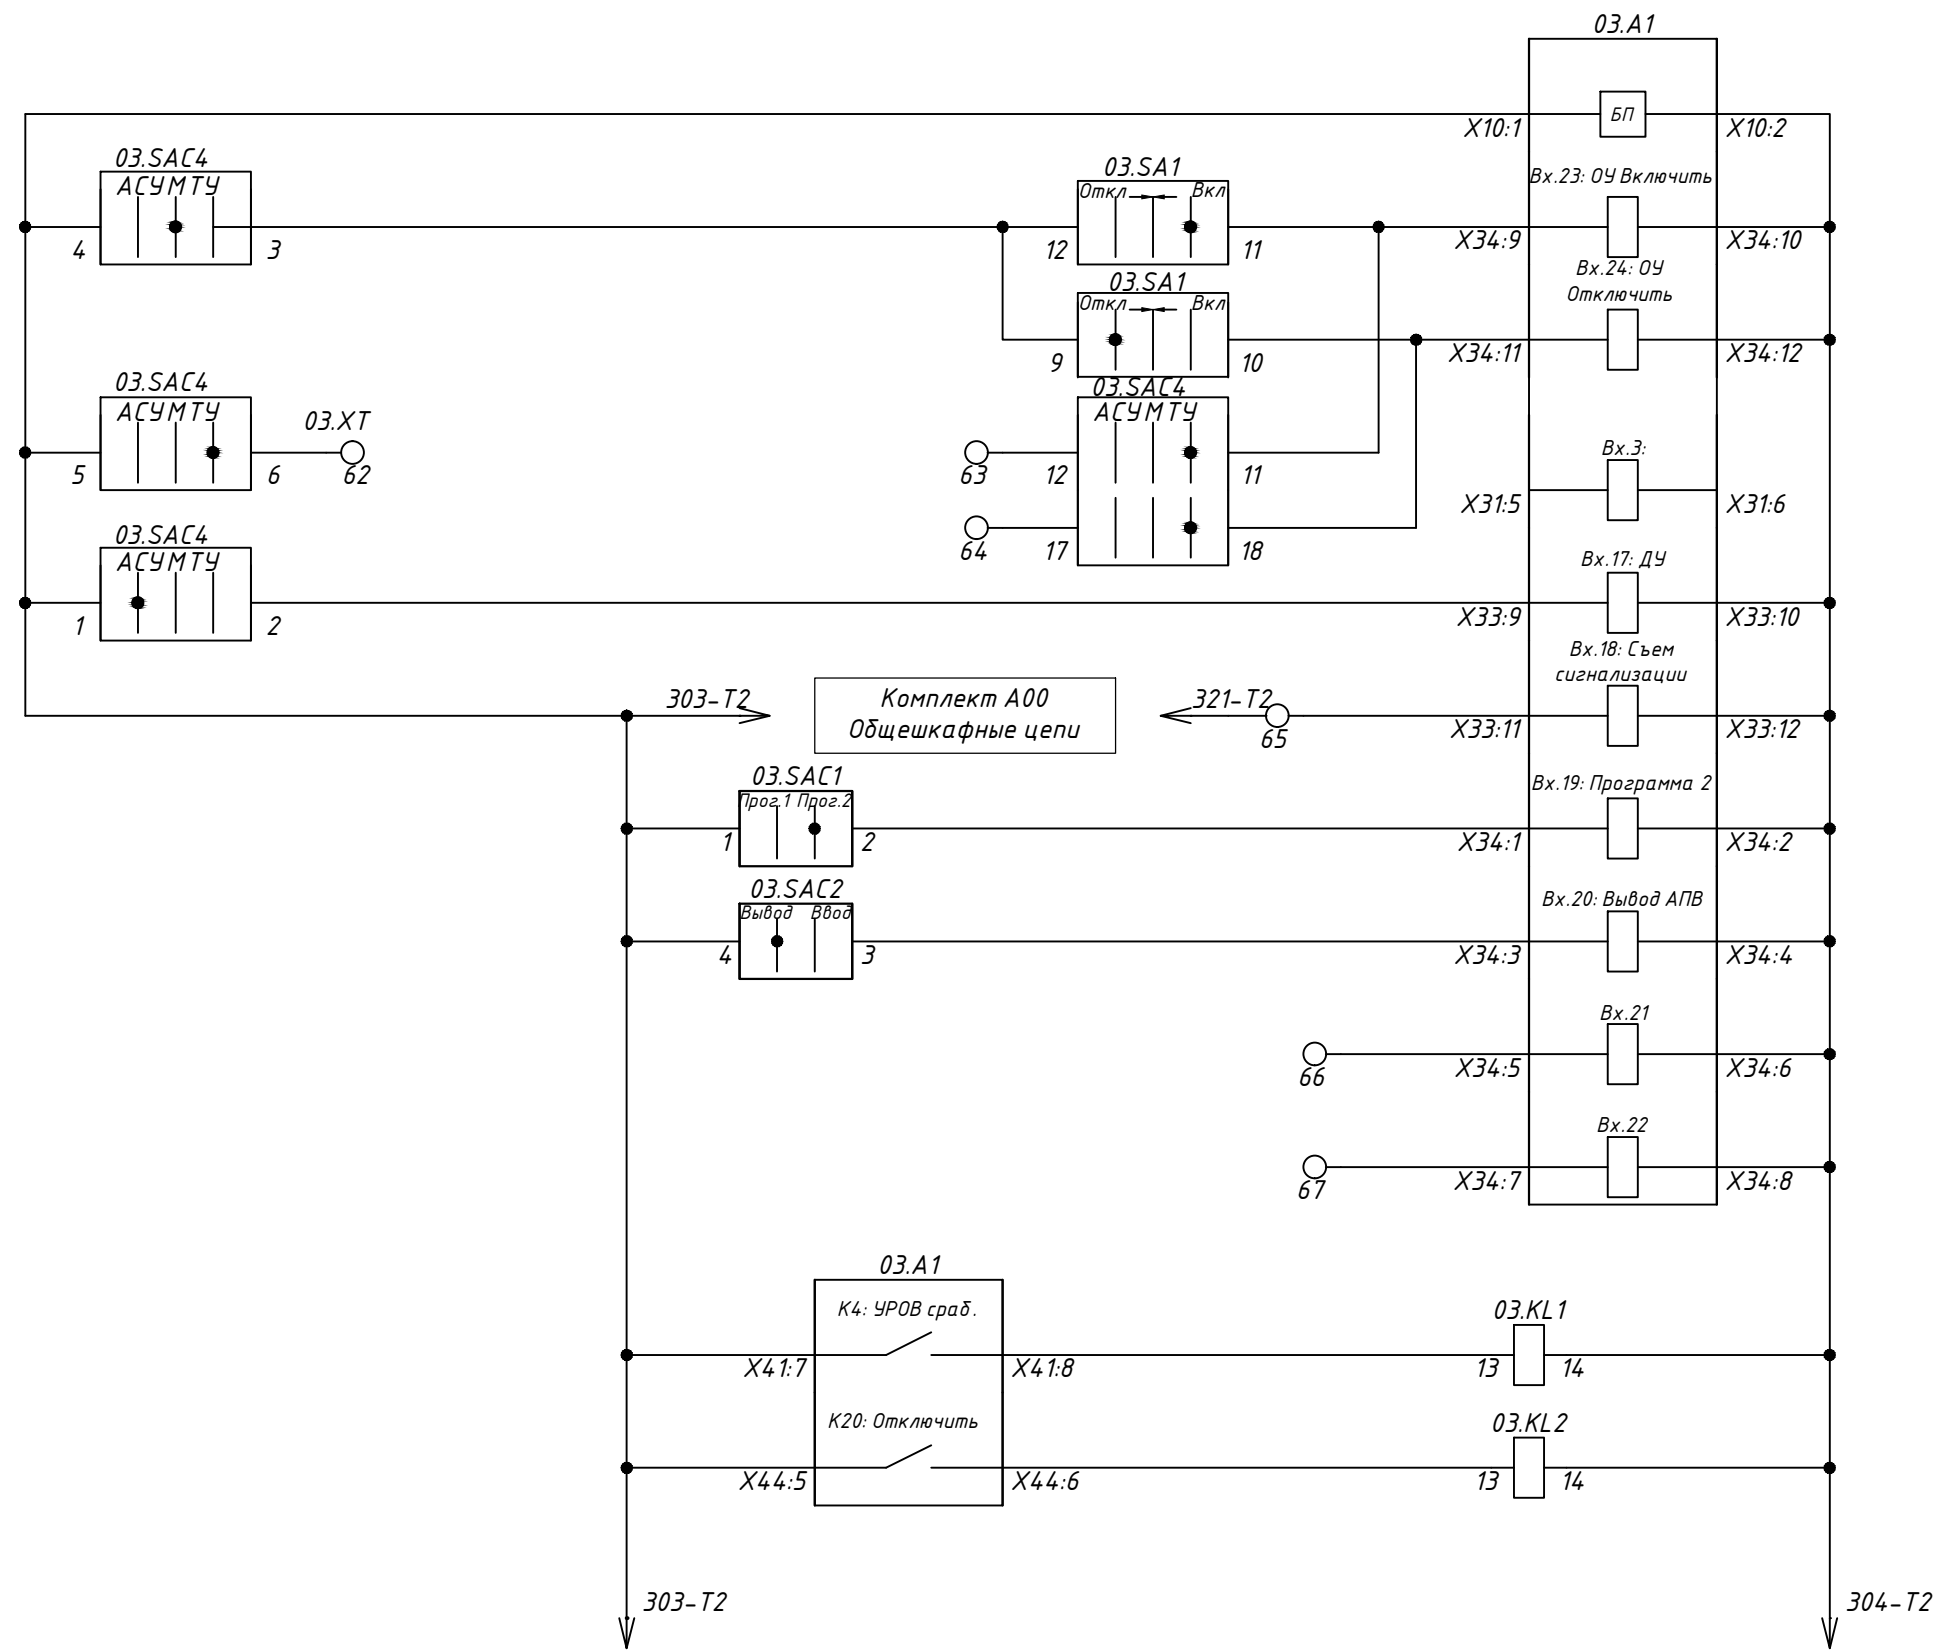 03.A1
БП
X10:1
X10:2
03.SAC4
АСУ МТУ
4
3
03.SA1
Откл
Вкл
12
11
Вх.23: ОУ Включить
X34:9
X34:10
03.SA1
Откл
Вкл
9
10
Вх.24: ОУ
Отключить
X34:11
X34:12
03.SAC4
АСУ МТУ
5
6
03.XT
62
03.SAC4
АСУ МТУ
63
12
11
64
17
18
Вх.3:
X31:5
X31:6
03.SAC4
АСУ МТУ
1
2
Вх.17: ДУ
X33:9
X33:10
303-Т2
Комплект А00
Общешкафные цепи
321-Т2
65
Вх.18: Съем
сигнализации
X33:11
X33:12
03.SAC1
Прог.1 Прог.2
1
2
Вх.19: Программа 2
X34:1
X34:2
03.SAC2
Вывод Ввод
4
3
Вх.20: Вывод АПВ
X34:3
X34:4
66
Вх.21
X34:5
X34:6
67
Вх.22
X34:7
X34:8
03.A1
К4: УРОВ сраб.
X41:7
X41:8
03.KL1
13
14
К20: Отключить
X44:5
X44:6
03.KL2
13
14
303-Т2
304-Т2